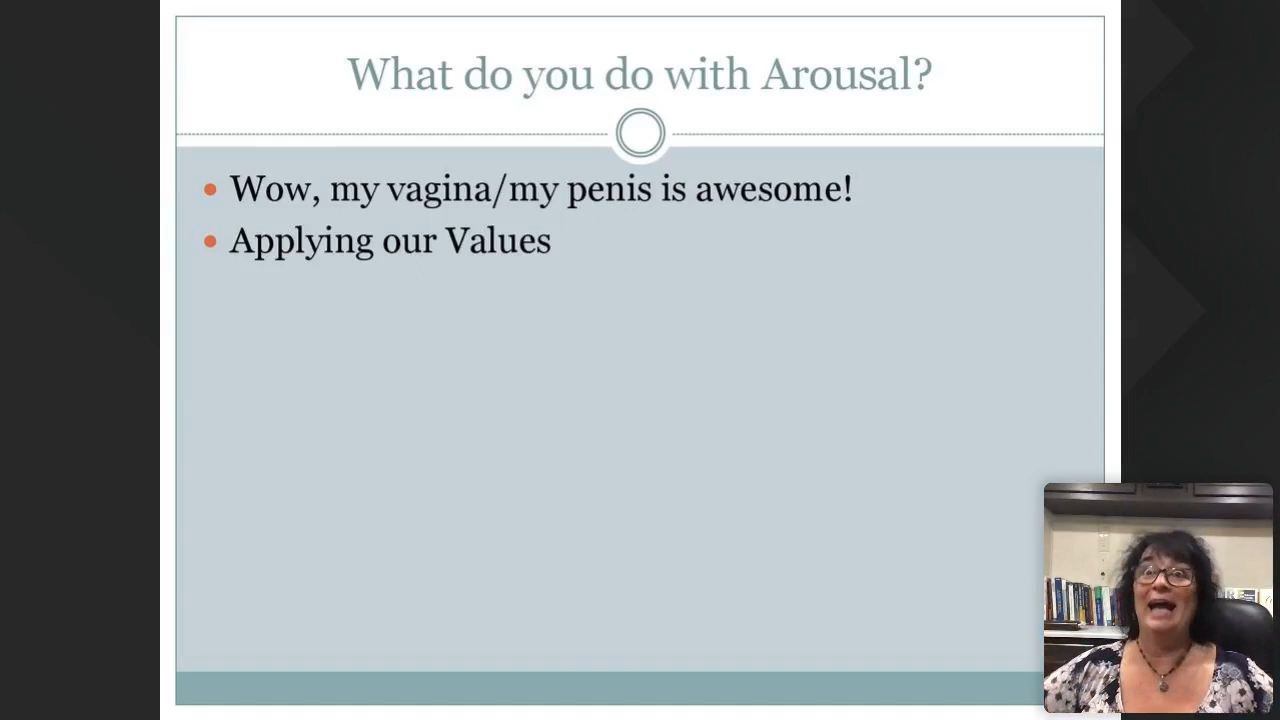 What do you do with Arousal?
Wow, my vagina/my penis is awesome!
Applying our Values